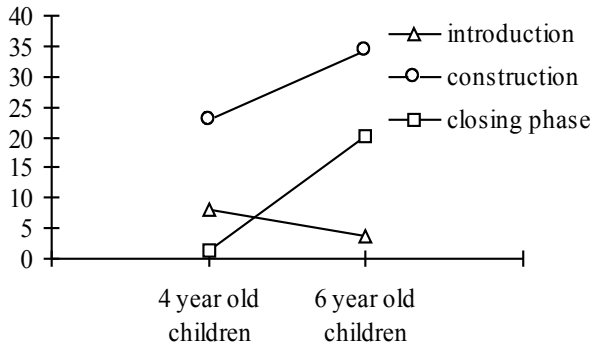 40
35
30
25
20
15
10
5
0
introduction
construction
closing phase
4 year old
children
6 year old
children